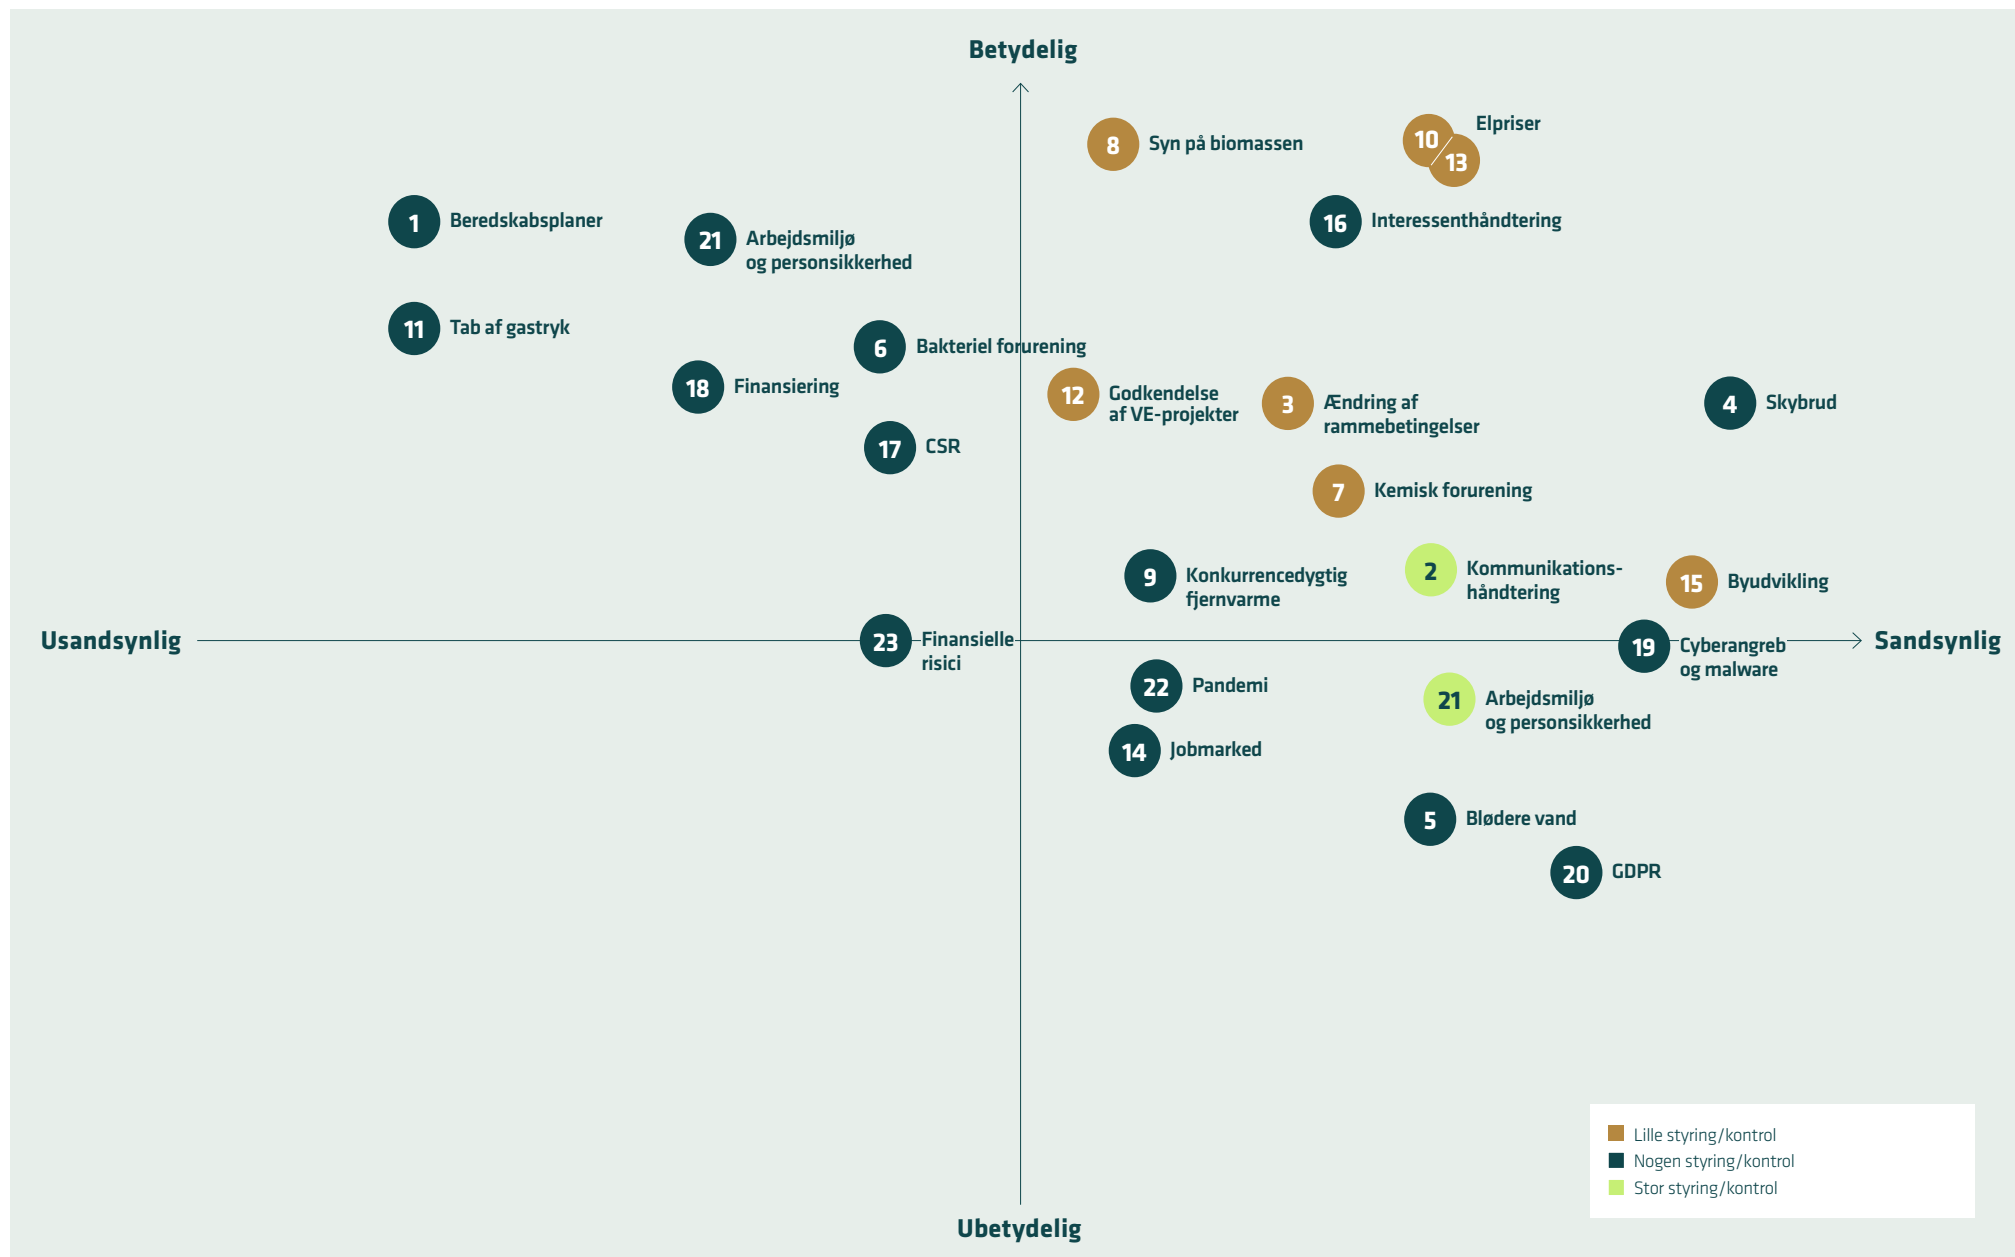 Betydelig
8 Syn på biomassen
10 13 Elpriser
1 Beredskabsplaner
21 Arbejdsmiljø
og personsikkerhed
16 Interessenthåndtering
11 Tab af gastryk
6 Bakteriel forurening
18 Finansiering
12 Godkendelse
af VE-projekter
3 Ændring af
rammebetingelser
4 Skybrud
17 CSR
7 Kemisk forurening
9 Konkurrencedygtig
fjernvarme
2 Kommunikations-
håndtering
15 Byudvikling
Usandsynlig
23 Finansielle
risici
19 Cyberangreb
og malware
Sandsynlig
22 Pandemi
21 Arbejdsmiljø
og personsikkerhed
14 Jobmarked
5 Blødere vand
20 GDPR
Lille styring/kontrol
Nogen styring/kontrol
Stor styring/kontrol
Ubetydelig